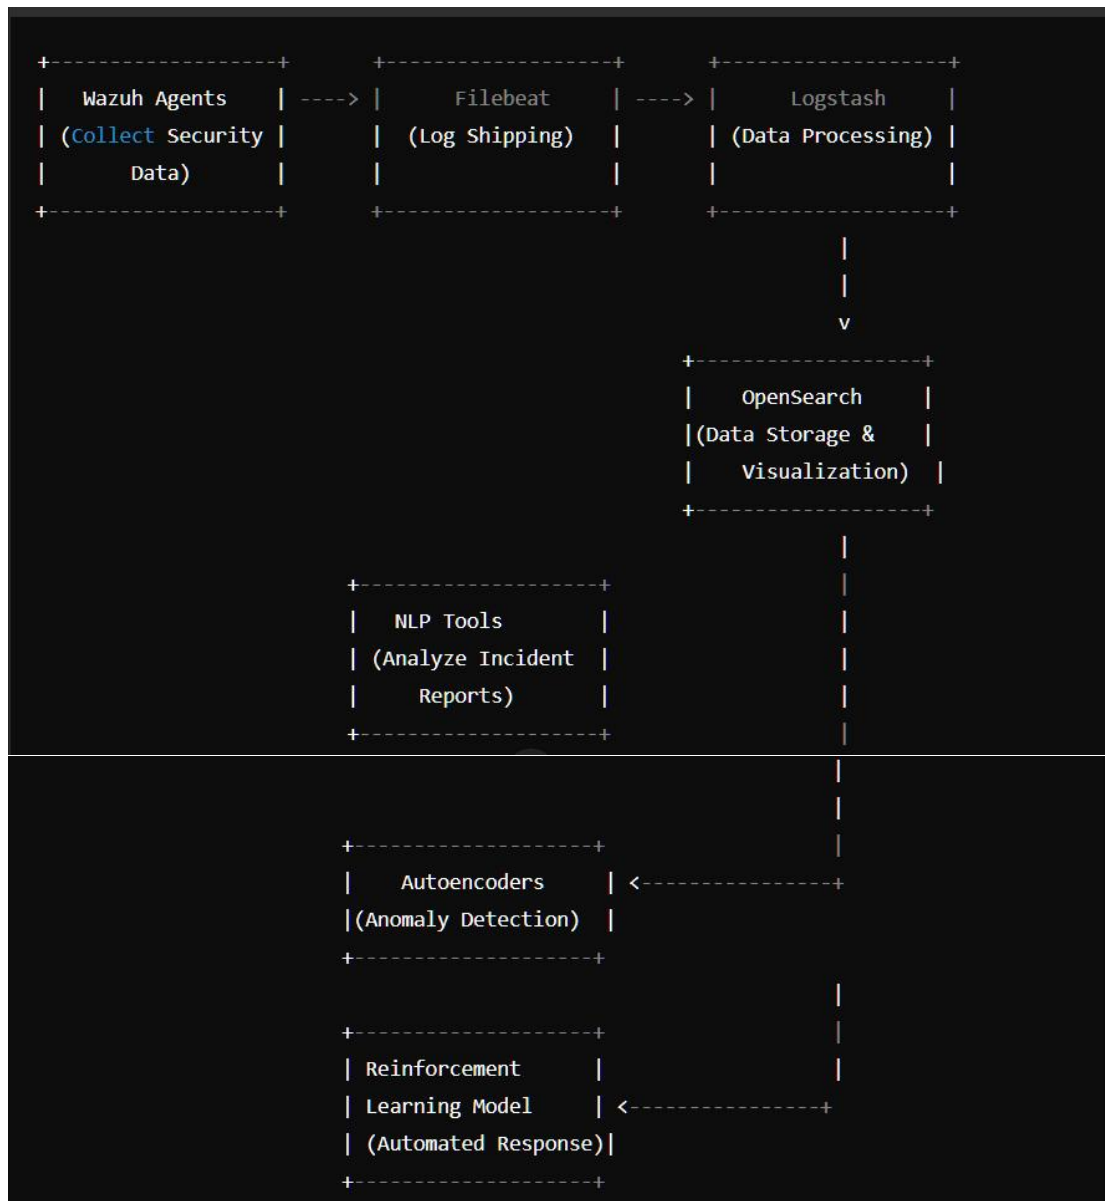 +-------------------+       +-------------------+       +-------------------+
|   Wazuh Agents    | ----> |      Filebeat     | ----> |      Logstash     |
| (Collect Security |       |  (Log Shipping)   |       | (Data Processing) |
|       Data)       |       |                   |       |                   |
+-------------------+       +-------------------+       +-------------------+
|
|
v
+-------------------+
|    OpenSearch     |
|(Data Storage &    |
|    Visualization)  |
+-------------------+
|
+--------------------+       |
|   NLP Tools        |       |
| (Analyze Incident  |       |
|     Reports)       |       |
+--------------------+       |
|
|
+--------------------+       |
|    Autoencoders     | <----------------+
|(Anomaly Detection)  |
+--------------------+
|
+--------------------+       |
| Reinforcement      |       |
| Learning Model     | <----------------+
| (Automated Response)|
+--------------------+